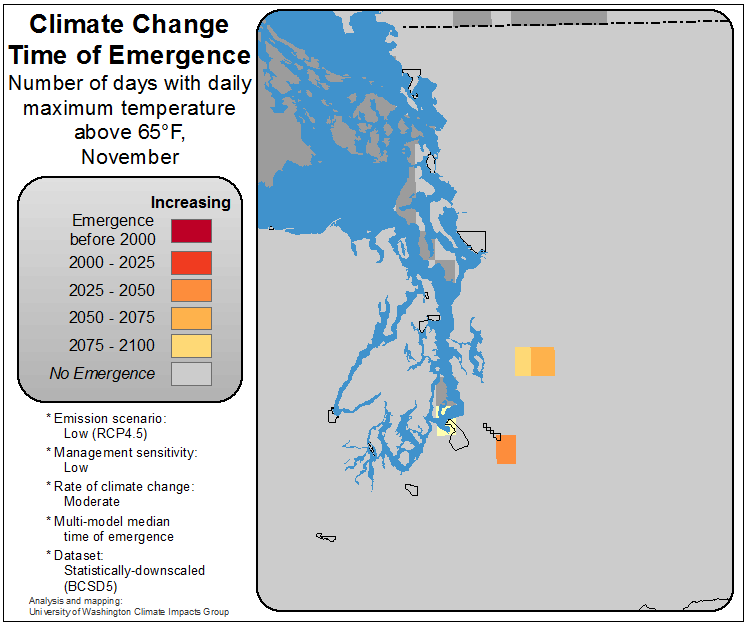 Climate Change
Time of Emergence
Number of days with daily
maximum temperature
above 65°F,
November
Increasing
Emergence
before 2000
2000 - 2025
2025 - 2050
2050 - 2075
2075 - 2100
No Emergence
* Emission scenario:
Low (RCP4.5)
* Management sensitivity:
Low
* Rate of climate change:
Moderate
* Multi-model median
time of emergence
* Dataset:
Statistically-downscaled
(BCSD5)
Analysis and mapping:
University of Washington Climate Impacts Group